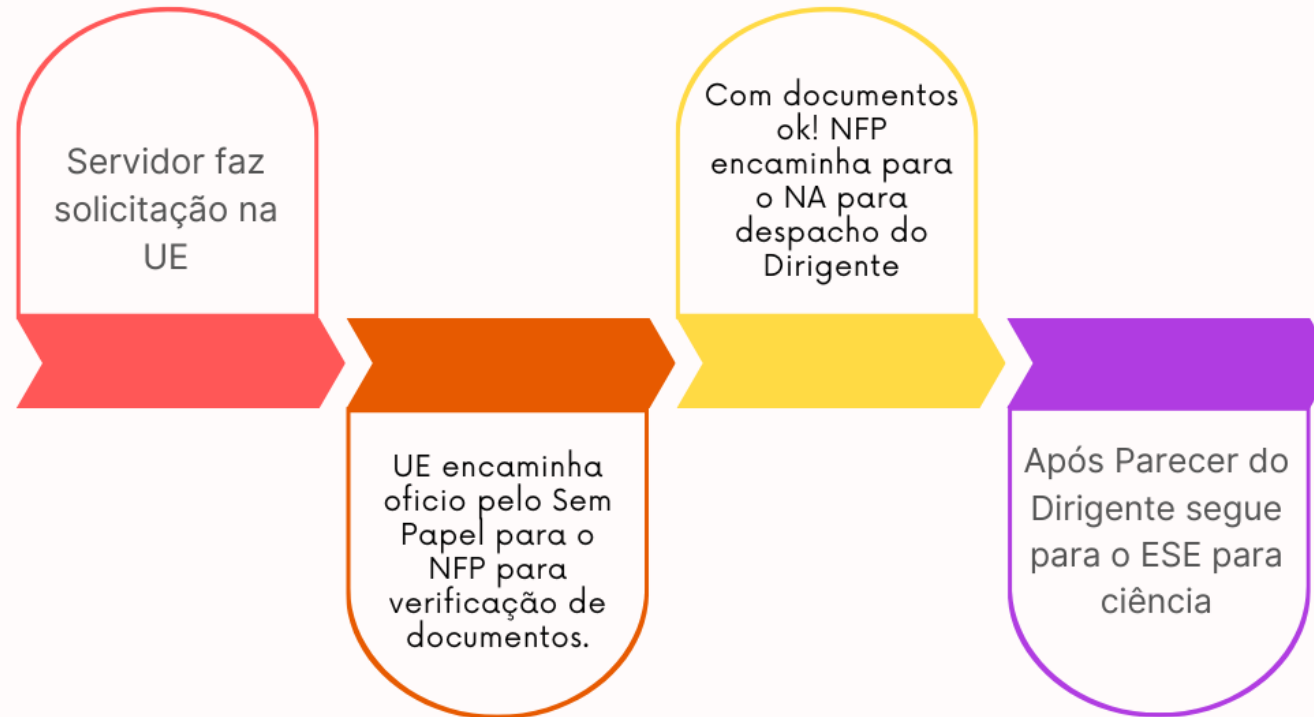 Servidor faz
solicitação na
UE
UE encaminha
oficio pelo Sem
Papel para o
NFP para
verificação de
documentos.
Com documentos
ok! NFP
encaminha para
o NA para
despacho do
Dirigente
Após Parecer do
Dirigente segue
para o ESE para
ciência